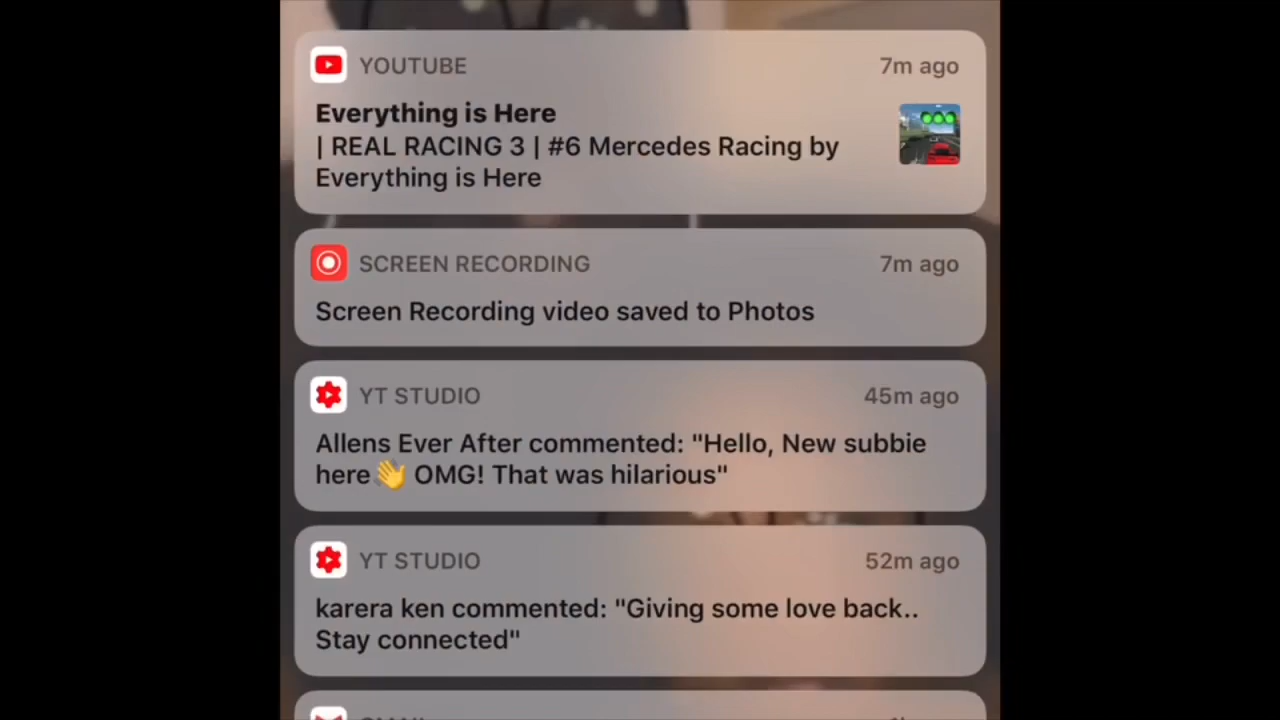 YOUTUBE 7m ago
Everything is Here
| REAL RACING 3 | #6 Mercedes Racing by
Everything is Here
SCREEN RECORDING 7m ago
Screen Recording video saved to Photos
YT STUDIO 45m ago
Allens Ever After commented: "Hello, New subbie
here👋 OMG! That was hilarious"
YT STUDIO 52m ago
karera ken commented: "Giving some love back..
Stay connected"